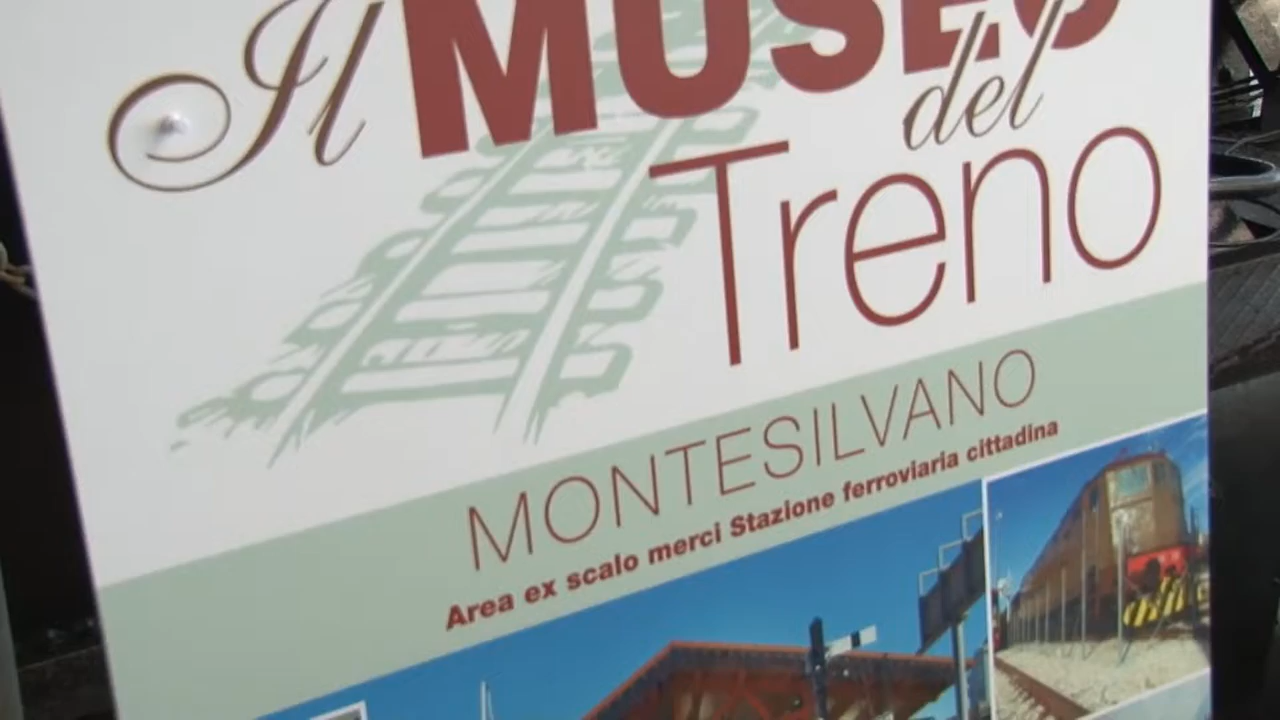 Il MUSEO
del
Treno
MONTESILVANO
Area ex scalo merci Stazione ferroviaria cittadina